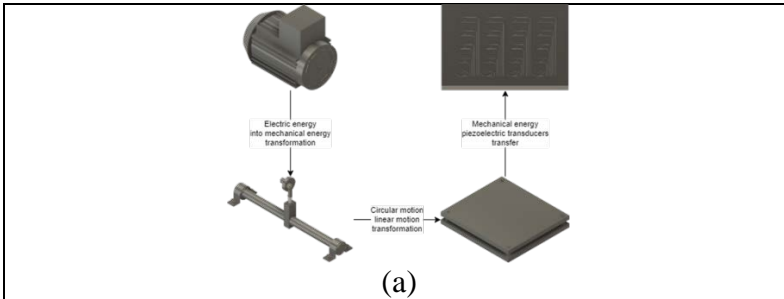 Electric energy
into mechanical energy
transformation
Mechanical energy
piezoelectric transducers
transfer
Circular motion
linear motion
transformation
(a)